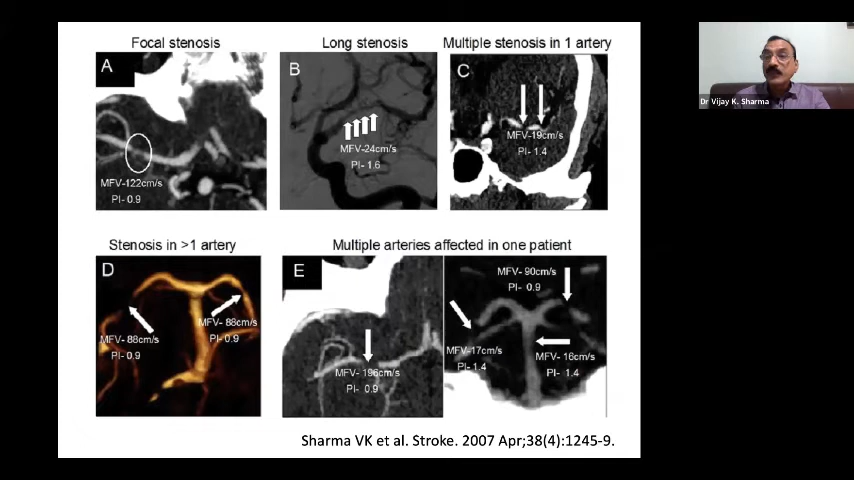 Focal stenosis
Long stenosis
Multiple stenosis in 1 artery
A
MFV-122cm/s
PI- 0.9
B
MFV-24cm/s
PI- 1.6
C
MFV-19cm/s
PI- 1.4
Dr Vijay K. Sharma
Stenosis in >1 artery
Multiple arteries affected in one patient
D
MFV- 88cm/s
PI- 0.9
MFV- 88cm/s
PI- 0.9
E
MFV- 196cm/s
PI- 0.9
MFV- 90cm/s
PI- 0.9
MFV-17cm/s
PI- 1.4
MFV- 16cm/s
PI- 1.4
Sharma VK et al. Stroke. 2007 Apr;38(4):1245-9.